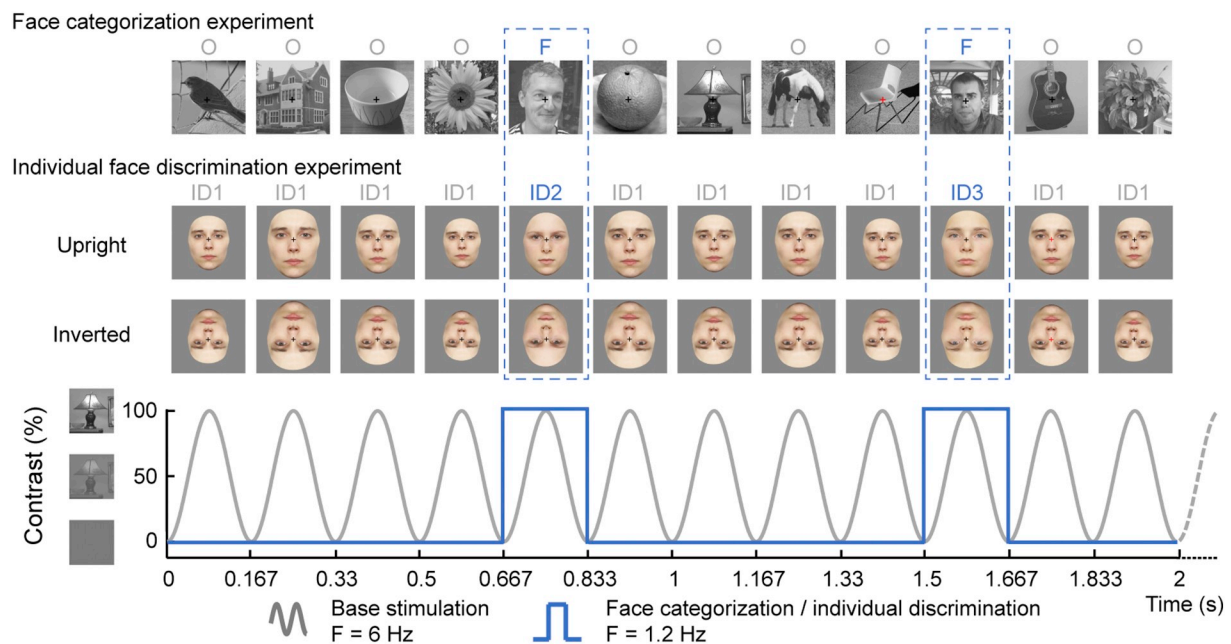 Face categorization experiment
O O O O F O O O O F O O
Individual face discrimination experiment
ID1 ID1 ID1 ID1 ID2 ID1 ID1 ID1 ID1 ID3 ID1 ID1
Upright
Inverted
Contrast (%)
100
50
0
0 0.167 0.33 0.5 0.667 0.833 1 1.167 1.33 1.5 1.667 1.833 2 Time (s)
Base stimulation
F = 6 Hz
Face categorization / individual discrimination
F = 1.2 Hz